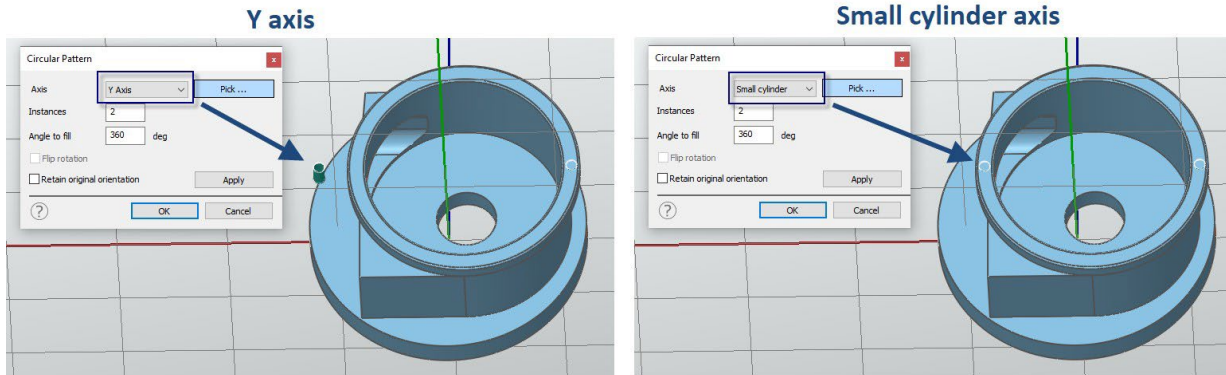 Y axis
Circular Pattern
x
Axis
Y Axis
Pick ...
Instances
2
Angle to fill
360
deg
Flip rotation
Retain original orientation
Apply
?
OK
Cancel
Small cylinder axis
Circular Pattern
x
Axis
Small cylinder
Pick ...
Instances
2
Angle to fill
360
deg
Flip rotation
Retain original orientation
Apply
?
OK
Cancel